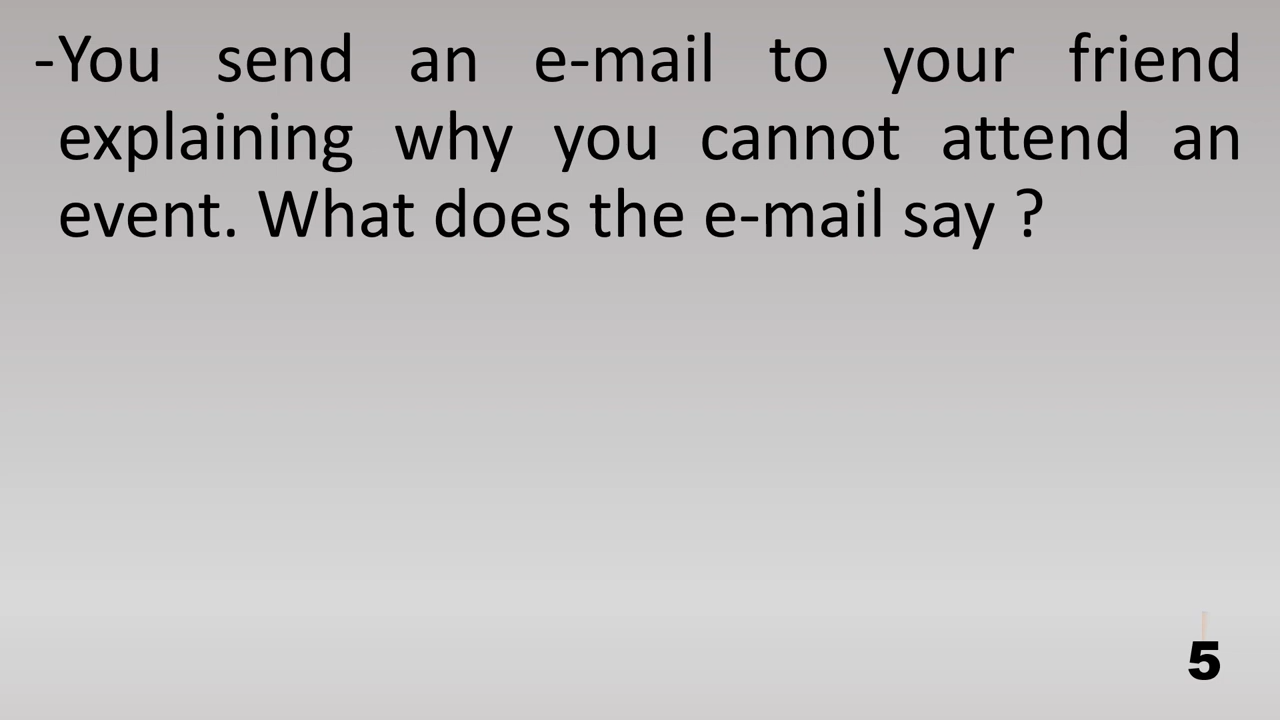 -You send an e-mail to your friend
explaining why you cannot attend an
event. What does the e-mail say ?
5